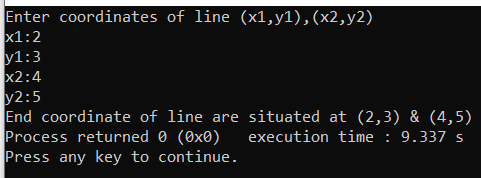 Enter coordinates of line (x1,y1),(x2,y2)
x1:2
y1:3
x2:4
y2:5
End coordinate of line are situated at (2,3) & (4,5)
Process returned 0 (0x0)   execution time : 9.337 s
Press any key to continue.